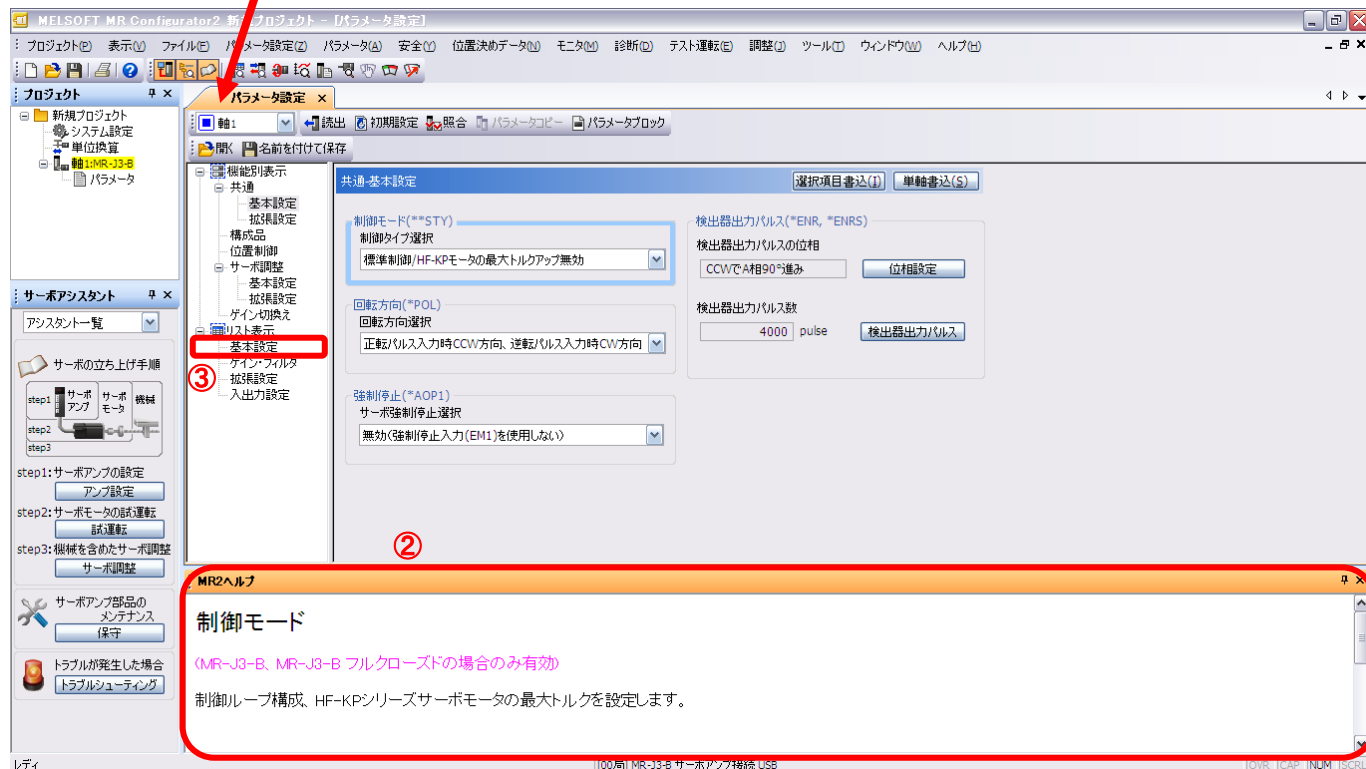 MELSOFT MR Configurator2 新規プロジェクト - [パラメータ設定]
プロジェクト(P) 表示(V) ファイル(F) パラメータ設定(Z) パラメータ(A) 安全(Y) 位置決めデータ(N) モニタ(M) 診断(D) テスト運転(E) 調整(J) ツール(T) ウィンドウ(W) ヘルプ(H)
プロジェクト
新規プロジェクト
システム設定
単位換算
軸1:MR-J3-B
パラメータ
サーボアシスタント
アシスタント一覧
サーボの立ち上げ手順
step1 サーボアンプ サーボモータ 機械
step2
step3
step1:サーボアンプの設定
アンプ設定
step2:サーボモータの試運転
試運転
step3:機械を含めたサーボ調整
サーボ調整
サーボアンプ部品の
メンテナンス
保守
トラブルが発生した場合
トラブルシューティング
パラメータ設定
軸1 読出 初期設定 照合 パラメータコピー パラメータブロック
開く 名前を付けて保存
機能別表示
共通
基本設定
拡張設定
構成品
位置制御
サーボ調整
基本設定
拡張設定
ゲイン切換え
リスト表示
基本設定
ゲイン・フィルタ
③ 拡張設定
入出力設定
共通-基本設定 選択項目書込(I) 単軸書込(S)
制御モード(**STY)
制御タイプ選択
標準制御/HF-KPモータの最大トルクアップ無効
回転方向(*POL)
回転方向選択
正転パルス入力時CCW方向、逆転パルス入力時CW方向
強制停止(*AOP1)
サーボ強制停止選択
無効(強制停止入力(EM1)を使用しない)
検出器出力パルス(*ENR, *ENRS)
検出器出力パルスの位相
CCWでA相90°進み 位相設定
検出器出力パルス数
4000 pulse 検出器出力パルス
②
MR2ヘルプ
制御モード
(MR-J3-B、MR-J3-B フルクローズドの場合のみ有効)
制御ループ構成、HF-KPシリーズサーボモータの最大トルクを設定します。
レディ [00局] MR-J3-B サーボアンプ接続 USB OVR CAP NUM SCRL